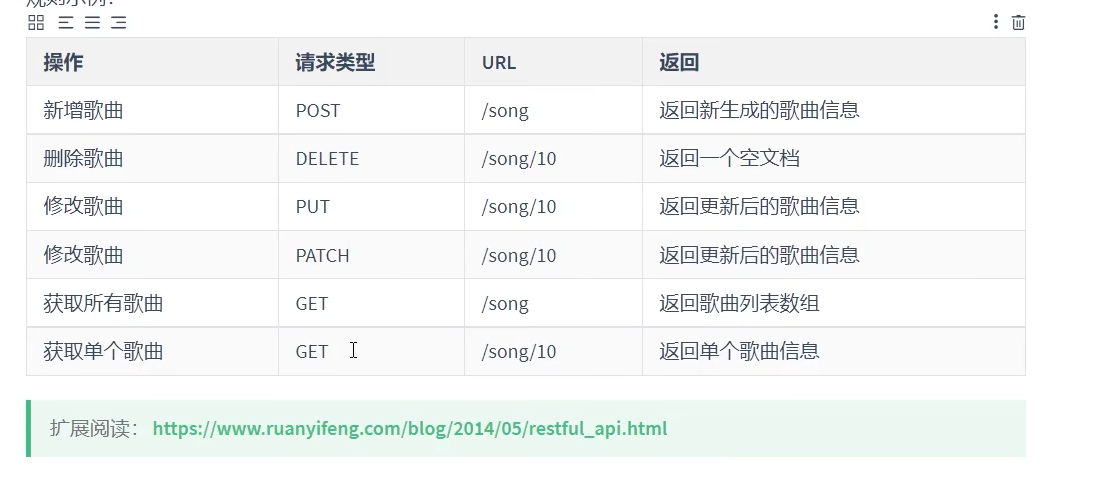 规则示例：
操作 请求类型 URL 返回
新增歌曲 POST /song 返回新生成的歌曲信息
删除歌曲 DELETE /song/10 返回一个空文档
修改歌曲 PUT /song/10 返回更新后的歌曲信息
修改歌曲 PATCH /song/10 返回更新后的歌曲信息
获取所有歌曲 GET /song 返回歌曲列表数组
获取单个歌曲 GET /song/10 返回单个歌曲信息
扩展阅读： https://www.ruanyifeng.com/blog/2014/05/restful_api.html